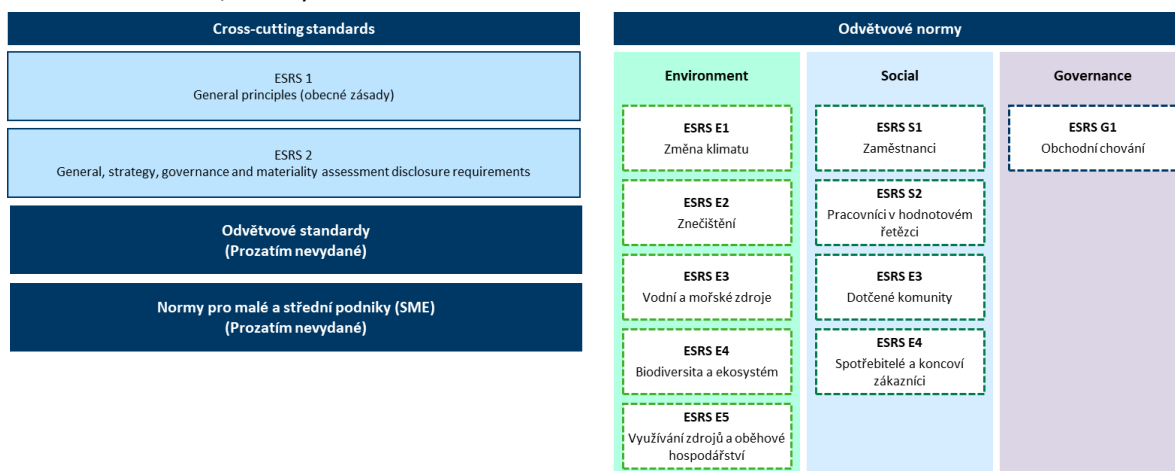 Cross-cutting standards
ESRS 1
General principles (obecné zásady)
ESRS 2
General, strategy, governance and materiality assessment disclosure requirements
Odvětvové standardy
(Prozatím nevydané)
Normy pro malé a střední podniky (SME)
(Prozatím nevydané)
Odvětvové normy
Environment
ESRS E1
Změna klimatu
ESRS E2
Znečištění
ESRS E3
Vodní a mořské zdroje
ESRS E4
Biodiversita a ekosystém
ESRS E5
Využívání zdrojů a oběhové
hospodářství
Social
ESRS S1
Zaměstnanci
ESRS S2
Pracovníci v hodnotovém
řetězci
ESRS E3
Dotčené komunity
ESRS E4
Spotřebitelé a koncoví
zákazníci
Governance
ESRS G1
Obchodní chování